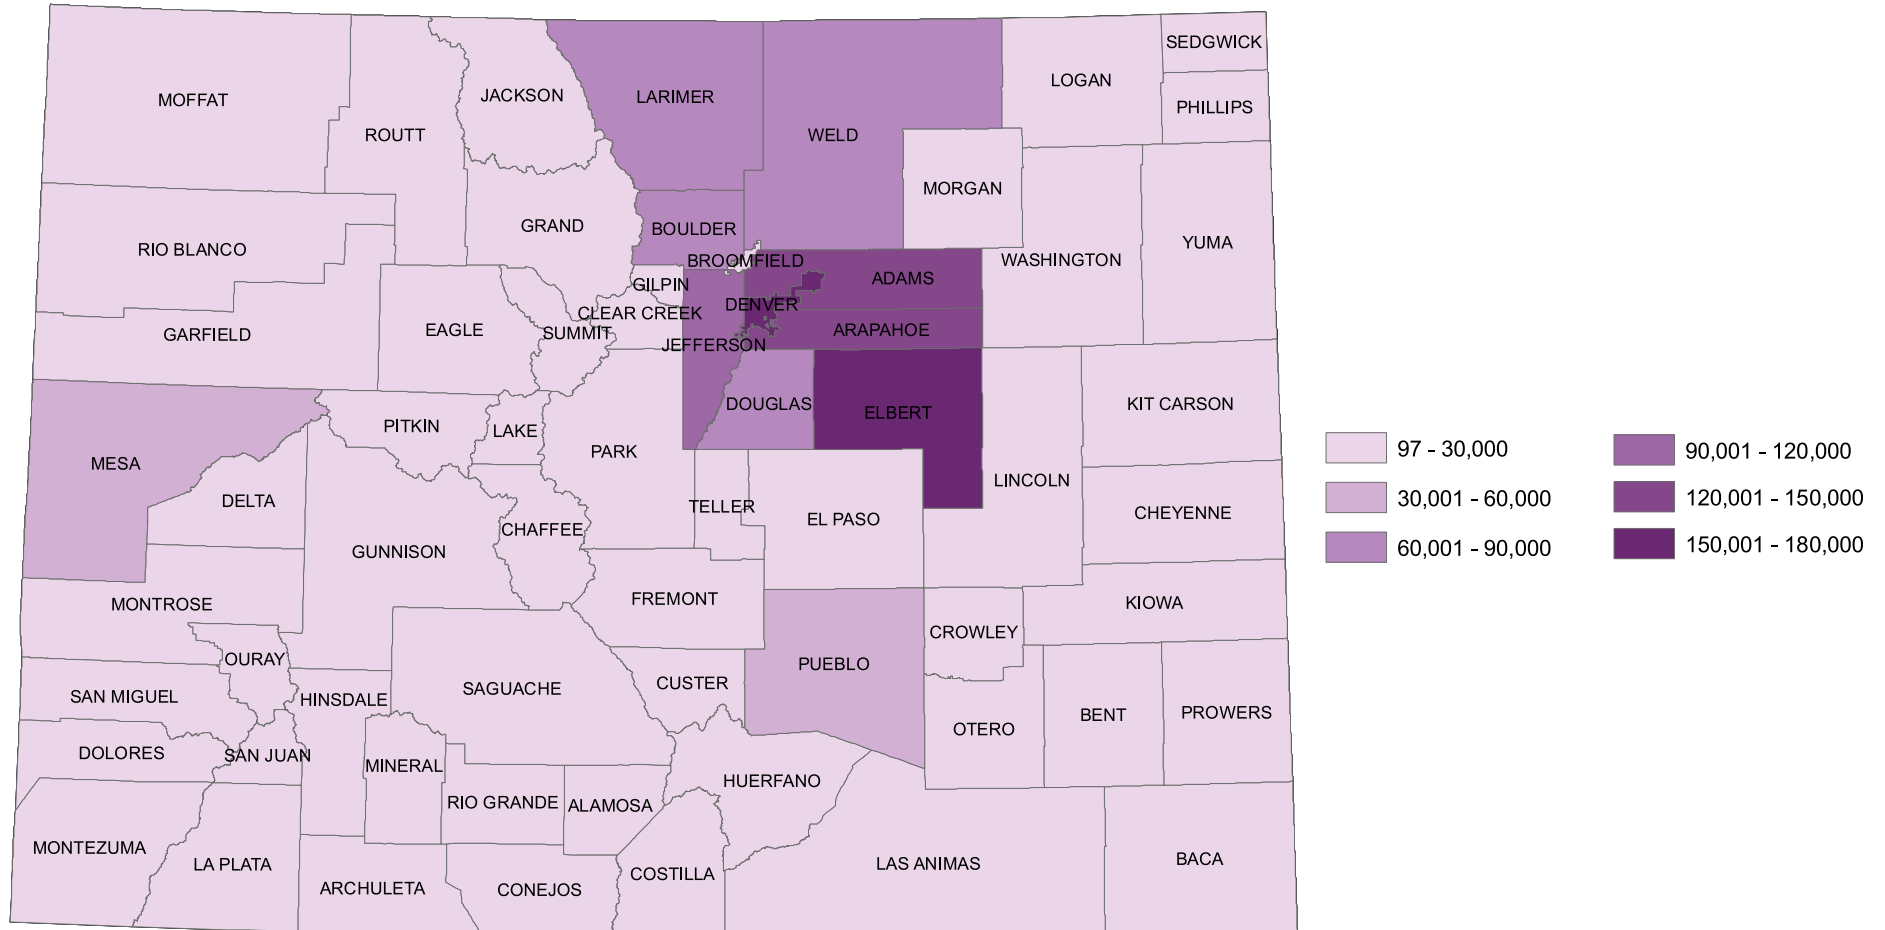 SEDGWICK
LOGAN
JACKSON
LARIMER
MOFFAT
PHILLIPS
ROUTT
WELD
MORGAN
GRAND
BOULDER
RIO BLANCO
YUMA
BROOMFIELD
WASHINGTON
ADAMS
GILPIN
DENVER
CLEAR CREEK
GARFIELD
EAGLE
SUMMIT
ARAPAHOE
JEFFERSON
DOUGLAS
ELBERT
KIT CARSON
PITKIN
LAKE
PARK
MESA
LINCOLN
DELTA
TELLER
EL PASO
CHEYENNE
CHAFFEE
GUNNISON
MONTROSE
FREMONT
KIOWA
CROWLEY
OURAY
PUEBLO
SAN MIGUEL
HINSDALE
SAGUACHE
CUSTER
OTERO
BENT
PROWERS
DOLORES
SAN JUAN
MINERAL
HUERFANO
RIO GRANDE
ALAMOSA
MONTEZUMA
LA PLATA
ARCHULETA
CONEJOS
COSTILLA
LAS ANIMAS
BACA
97 - 30,000
30,001 - 60,000
60,001 - 90,000
90,001 - 120,000
120,001 - 150,000
150,001 - 180,000